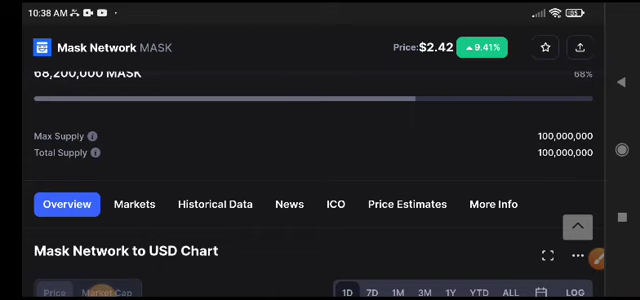 10:38 AM
Mask Network MASK Price: $2.42 9.41%
68,200,000 MASK 68%
Max Supply 100,000,000
Total Supply 100,000,000
Overview Markets Historical Data News ICO Price Estimates More Info
Mask Network to USD Chart
Price Market Cap 1D 7D 1M 3M 1Y YTD ALL LOG